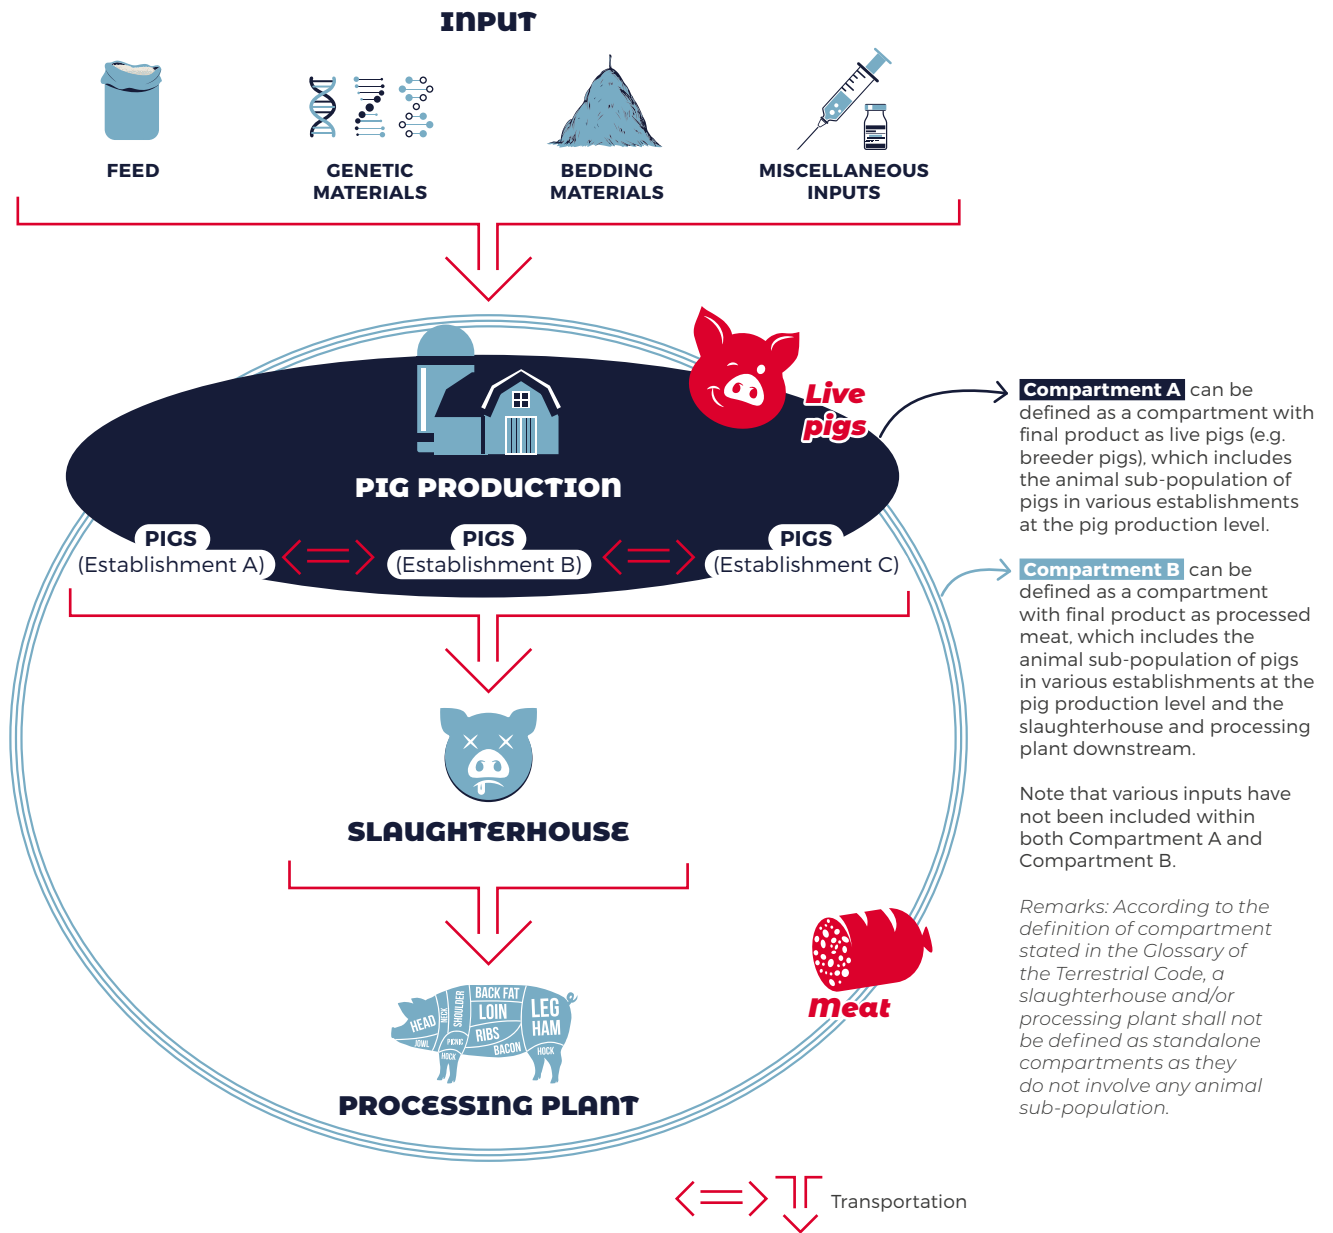 INPUT
FEED
GENETIC
MATERIALS
BEDDING
MATERIALS
MISCELLANEOUS
INPUTS
Live
pigs
PIG PRODUCTION
PIGS
(Establishment A)
PIGS
(Establishment B)
PIGS
(Establishment C)
SLAUGHTERHOUSE
HEAD
JOWL
NECK
SHOULDER
PICNIC
HOCK
BACK FAT
LOIN
RIBS
BACON
LEG
HAM
HOCK
PROCESSING PLANT
Meat
Compartment A can be
defined as a compartment with
final product as live pigs (e.g.
breeder pigs), which includes
the animal sub-population of
pigs in various establishments
at the pig production level.
Compartment B can be
defined as a compartment
with final product as processed
meat, which includes the
animal sub-population of pigs
in various establishments at the
pig production level and the
slaughterhouse and processing
plant downstream.
Note that various inputs have
not been included within
both Compartment A and
Compartment B.
Remarks: According to the
definition of compartment
stated in the Glossary of
the Terrestrial Code, a
slaughterhouse and/or
processing plant shall not
be defined as standalone
compartments as they
do not involve any animal
sub-population.
Transportation